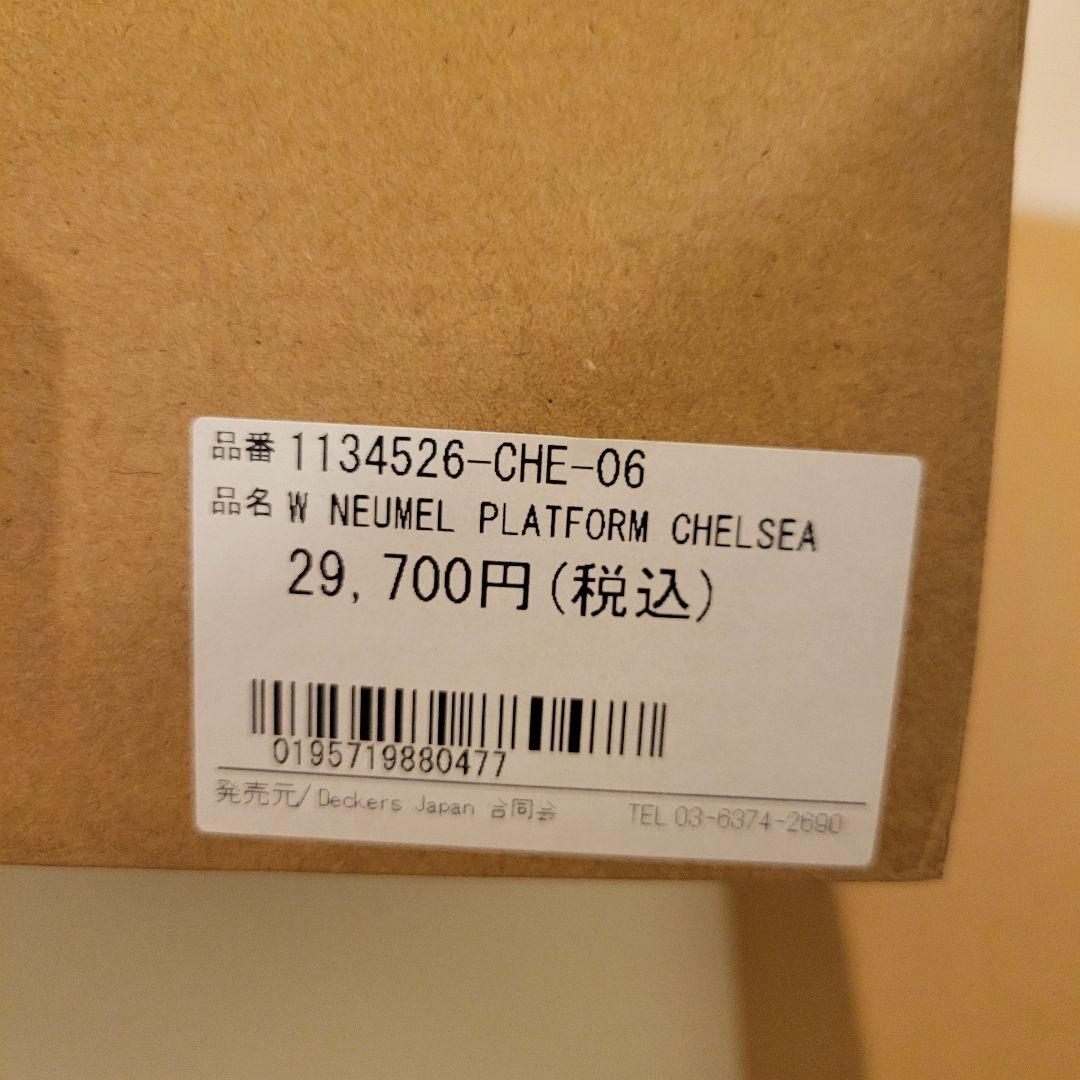 品番 1134526-CHE-06
品名 W NEUMEL PLATFORM CHELSEA
29,700円(税込)
0195719880477
発売元/Deckers Japan 合同会
TEL 03-6374-2690